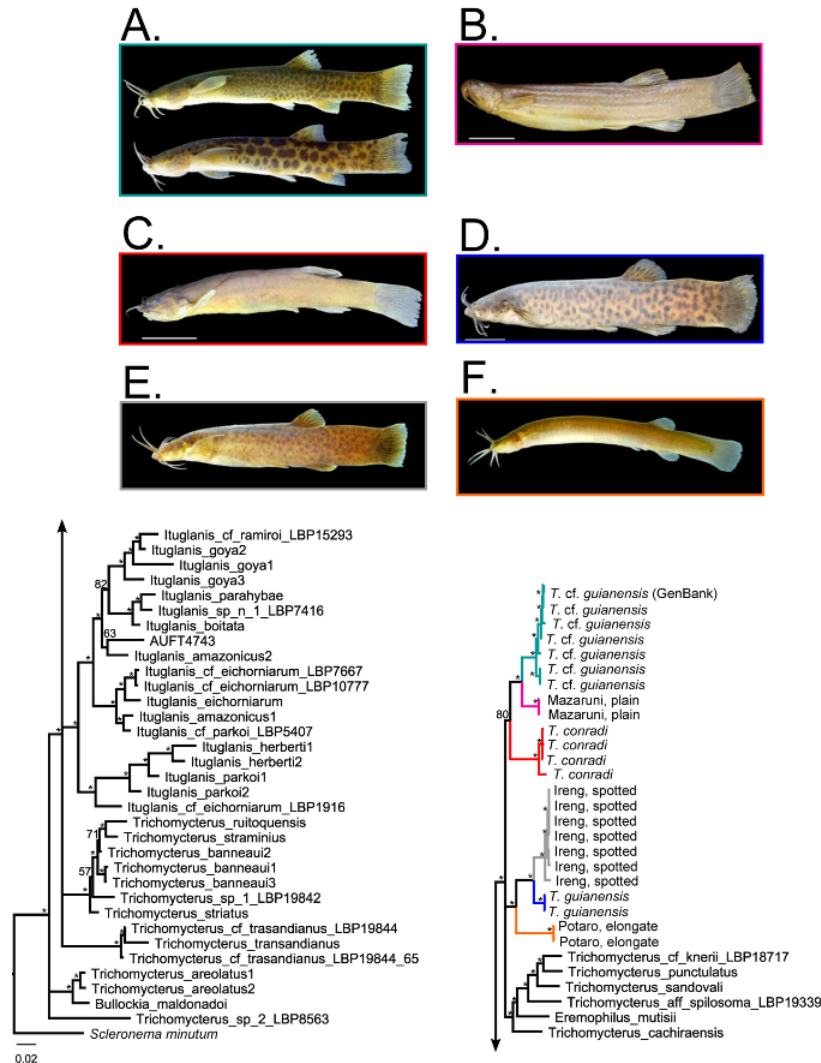 A.
B.
C.
D.
E.
F.
Ituglanis_cf_ramiroi_LBP15293
Ituglanis_goya2
Ituglanis_goya1
Ituglanis_goya3
82
Ituglanis_parahybae
Ituglanis_sp_n_1_LBP7416
Ituglanis_boitata
63
AUFT4743
Ituglanis_amazonicus2
Ituglanis_cf_eichorniarum_LBP7667
Ituglanis_cf_eichorniarum_LBP10777
Ituglanis_eichorniarum
Ituglanis_amazonicus1
Ituglanis_cf_parkoi_LBP5407
Ituglanis_herberti1
Ituglanis_herberti2
Ituglanis_parkoi1
Ituglanis_parkoi2
Ituglanis_cf_eichorniarum_LBP1916
Trichomycterus_ruitoquensis
71
Trichomycterus_straminius
Trichomycterus_banneaui2
57
Trichomycterus_banneaui1
Trichomycterus_banneaui3
Trichomycterus_sp_1_LBP19842
Trichomycterus_striatus
Trichomycterus_cf_trasandianus_LBP19844
Trichomycterus_transandianus
Trichomycterus_cf_trasandianus_LBP19844_65
Trichomycterus_areolatus1
Trichomycterus_areolatus2
Bullockia_maldonadoi
Trichomycterus_sp_2_LBP8563
Scleronema minutum
0.02
T. cf. guianensis (GenBank)
T. cf. guianensis
T. cf. guianensis
T. cf. guianensis
T. cf. guianensis
T. cf. guianensis
T. cf. guianensis
Mazaruni, plain
Mazaruni, plain
80
T. conradi
T. conradi
T. conradi
T. conradi
Ireng, spotted
Ireng, spotted
Ireng, spotted
Ireng, spotted
Ireng, spotted
Ireng, spotted
Ireng, spotted
T. guianensis
T. guianensis
Potaro, elongate
Potaro, elongate
Trichomycterus_cf_knerii_LBP18717
Trichomycterus_punctulatus
Trichomycterus_sandovali
Trichomycterus_aff_spilosoma_LBP19339
Eremophilus_mutisii
Trichomycterus_cachiraensis